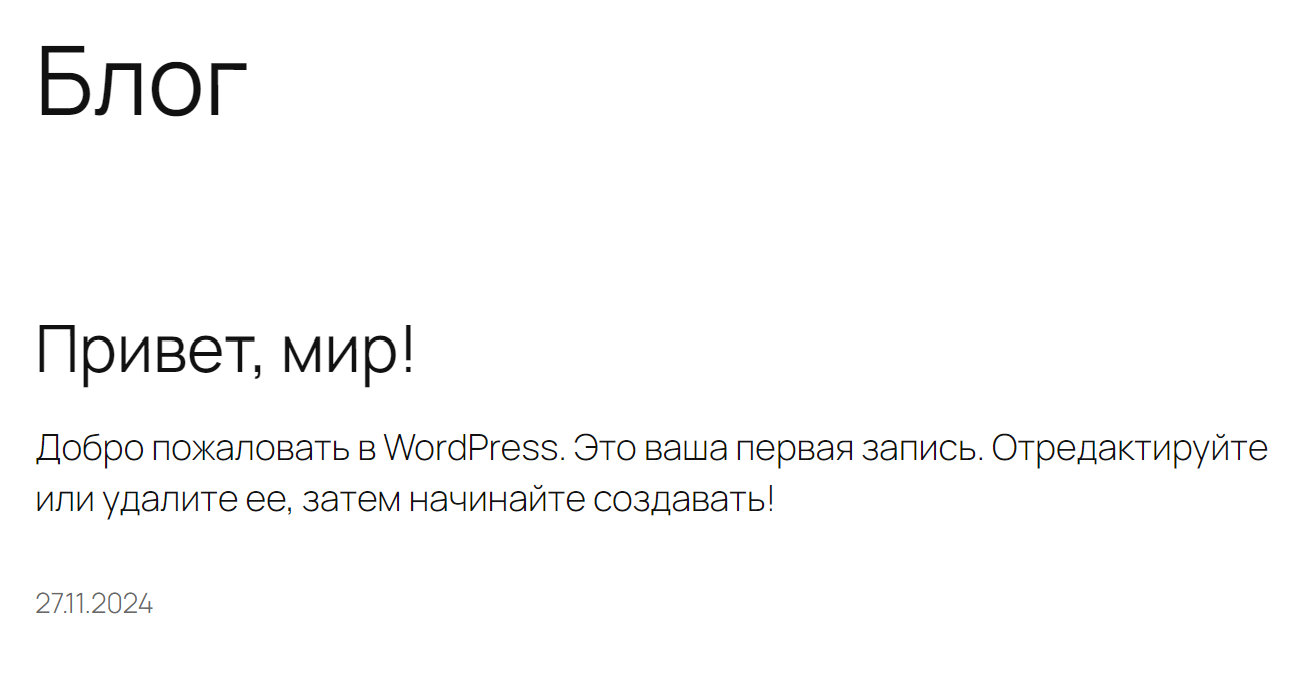 Блог
Привет, мир!
Добро пожаловать в WordPress. Это ваша первая запись. Отредактируйте
или удалите ее, затем начинайте создавать!
27.11.2024